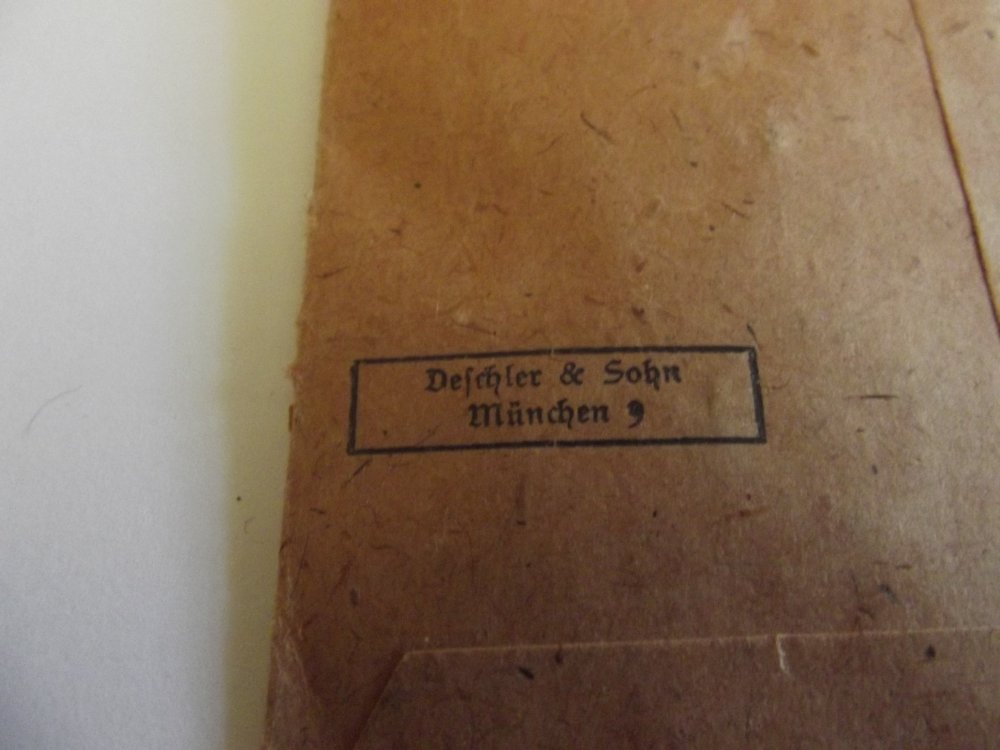 Deschler & Sohn
München 9